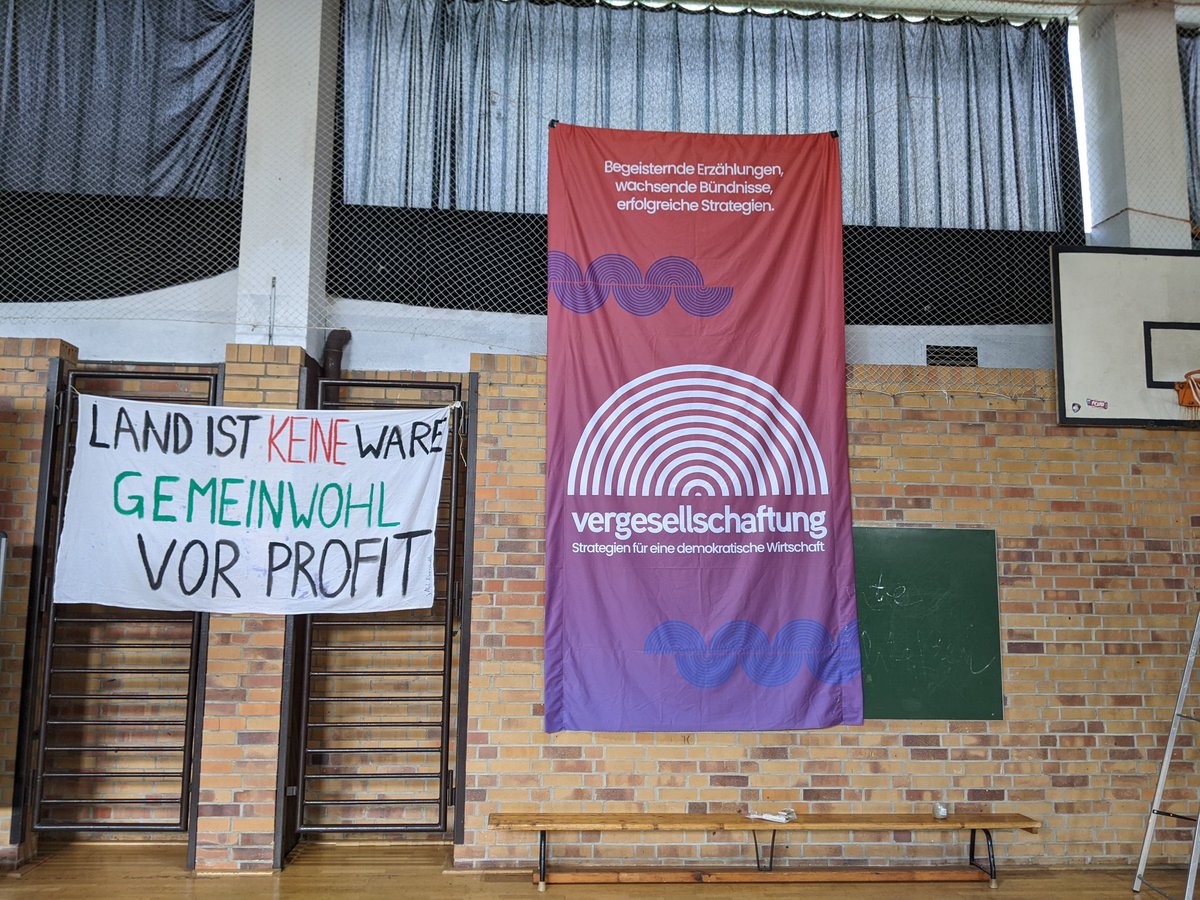 LAND IST KEINE WARE
GEMEINWOHL
VOR PROFIT
Begeisternde Erzählungen,
wachsende Bündnisse,
erfolgreiche Strategien.
vergesellschaftung
Strategien für eine demokratische Wirtschaft